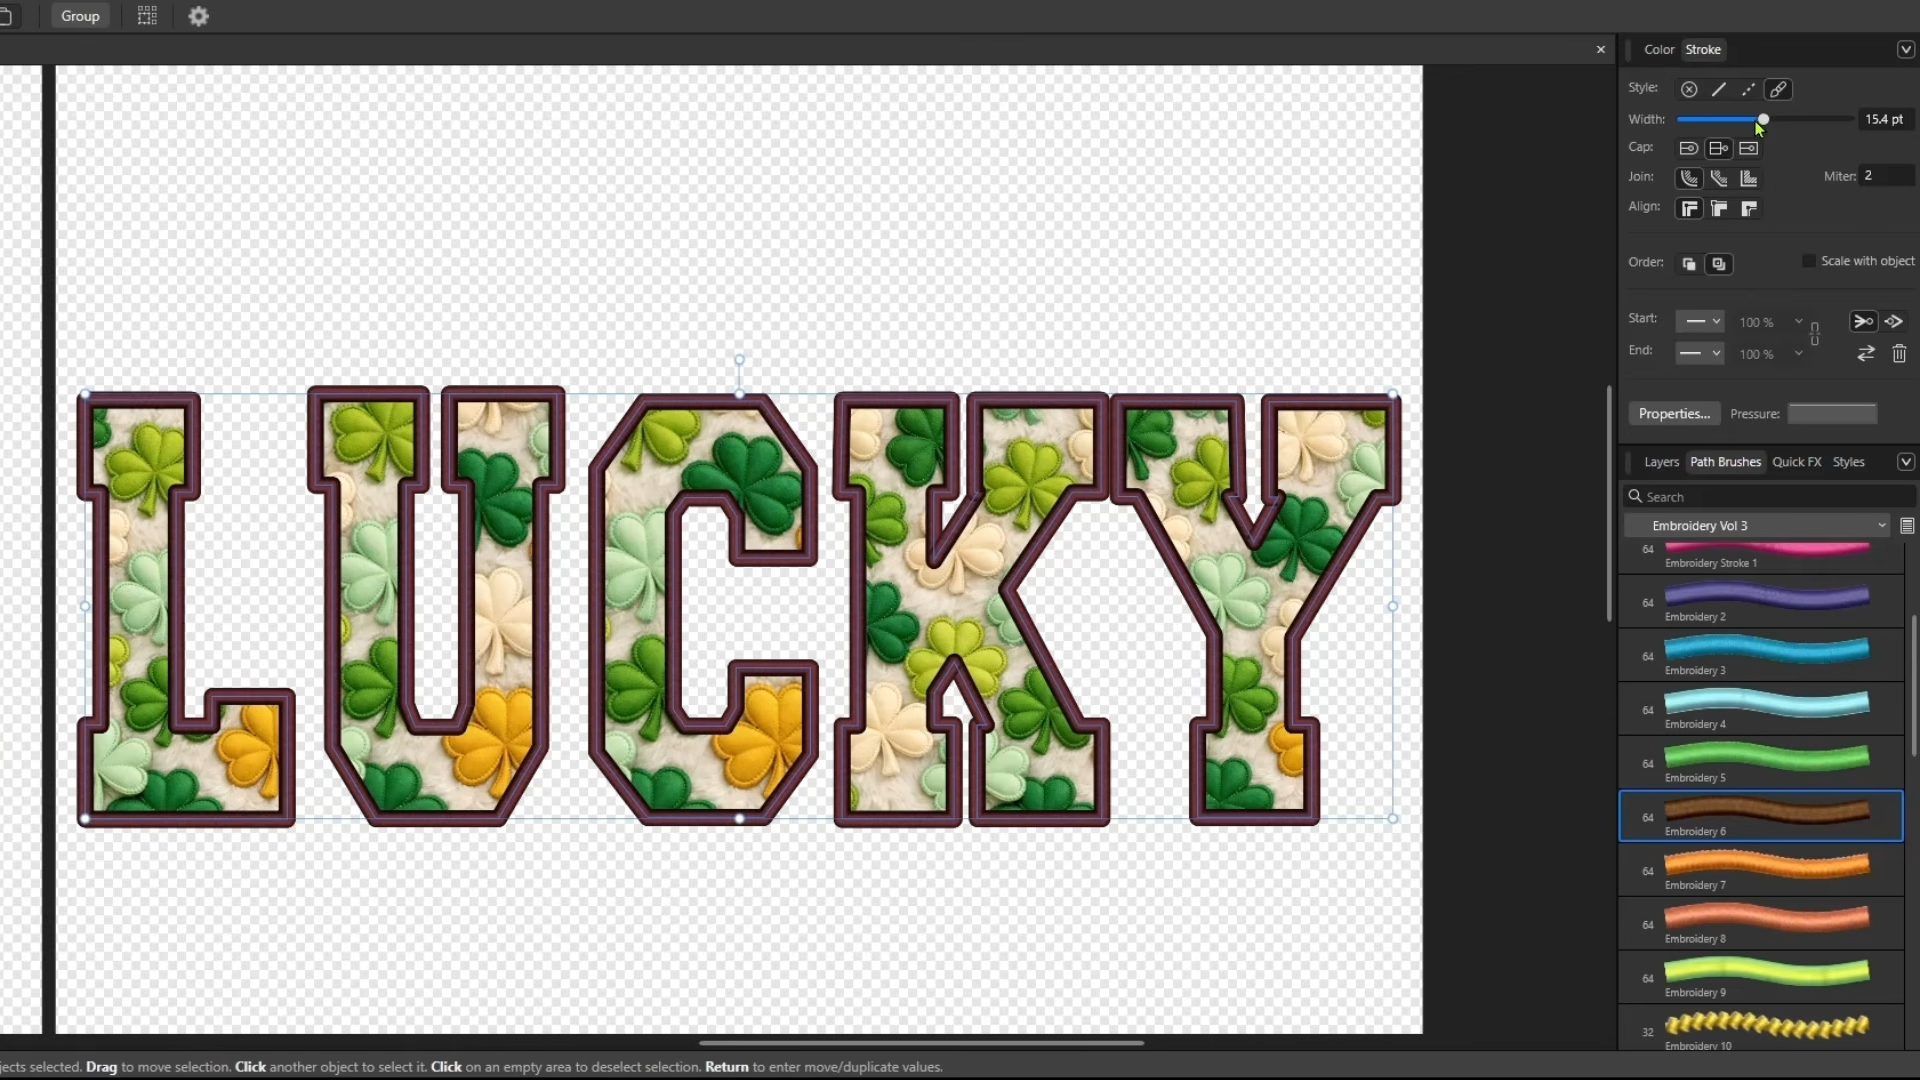 Group
Color Stroke
Style:
Width: 15.4 pt
Cap:
Join: Miter: 2
Align:
Order: Scale with object
Start: 100 %
End: 100 %
Properties... Pressure:
Layers Path Brushes Quick FX Styles
Search
Embroidery Vol 3
64
Embroidery Stroke 1
64
Embroidery 2
64
Embroidery 3
64
Embroidery 4
64
Embroidery 5
64
Embroidery 6
64
Embroidery 7
64
Embroidery 8
64
Embroidery 9
32
Embroidery 10
LUCKY
jects selected. Drag to move selection. Click another object to select it. Click on an empty area to deselect selection. Return to enter move/duplicate values.